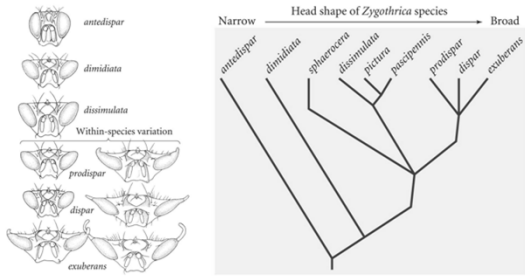 antedispar
dimidiata
dissimulata
Within-species variation
prodispar
dispar
exuberans
Head shape of Zygothrica species
Narrow Broad
antedispar
dimidiata
sphaerocera
dissimulata
pictura
pascipennis
prodispar
dispar
exuberans